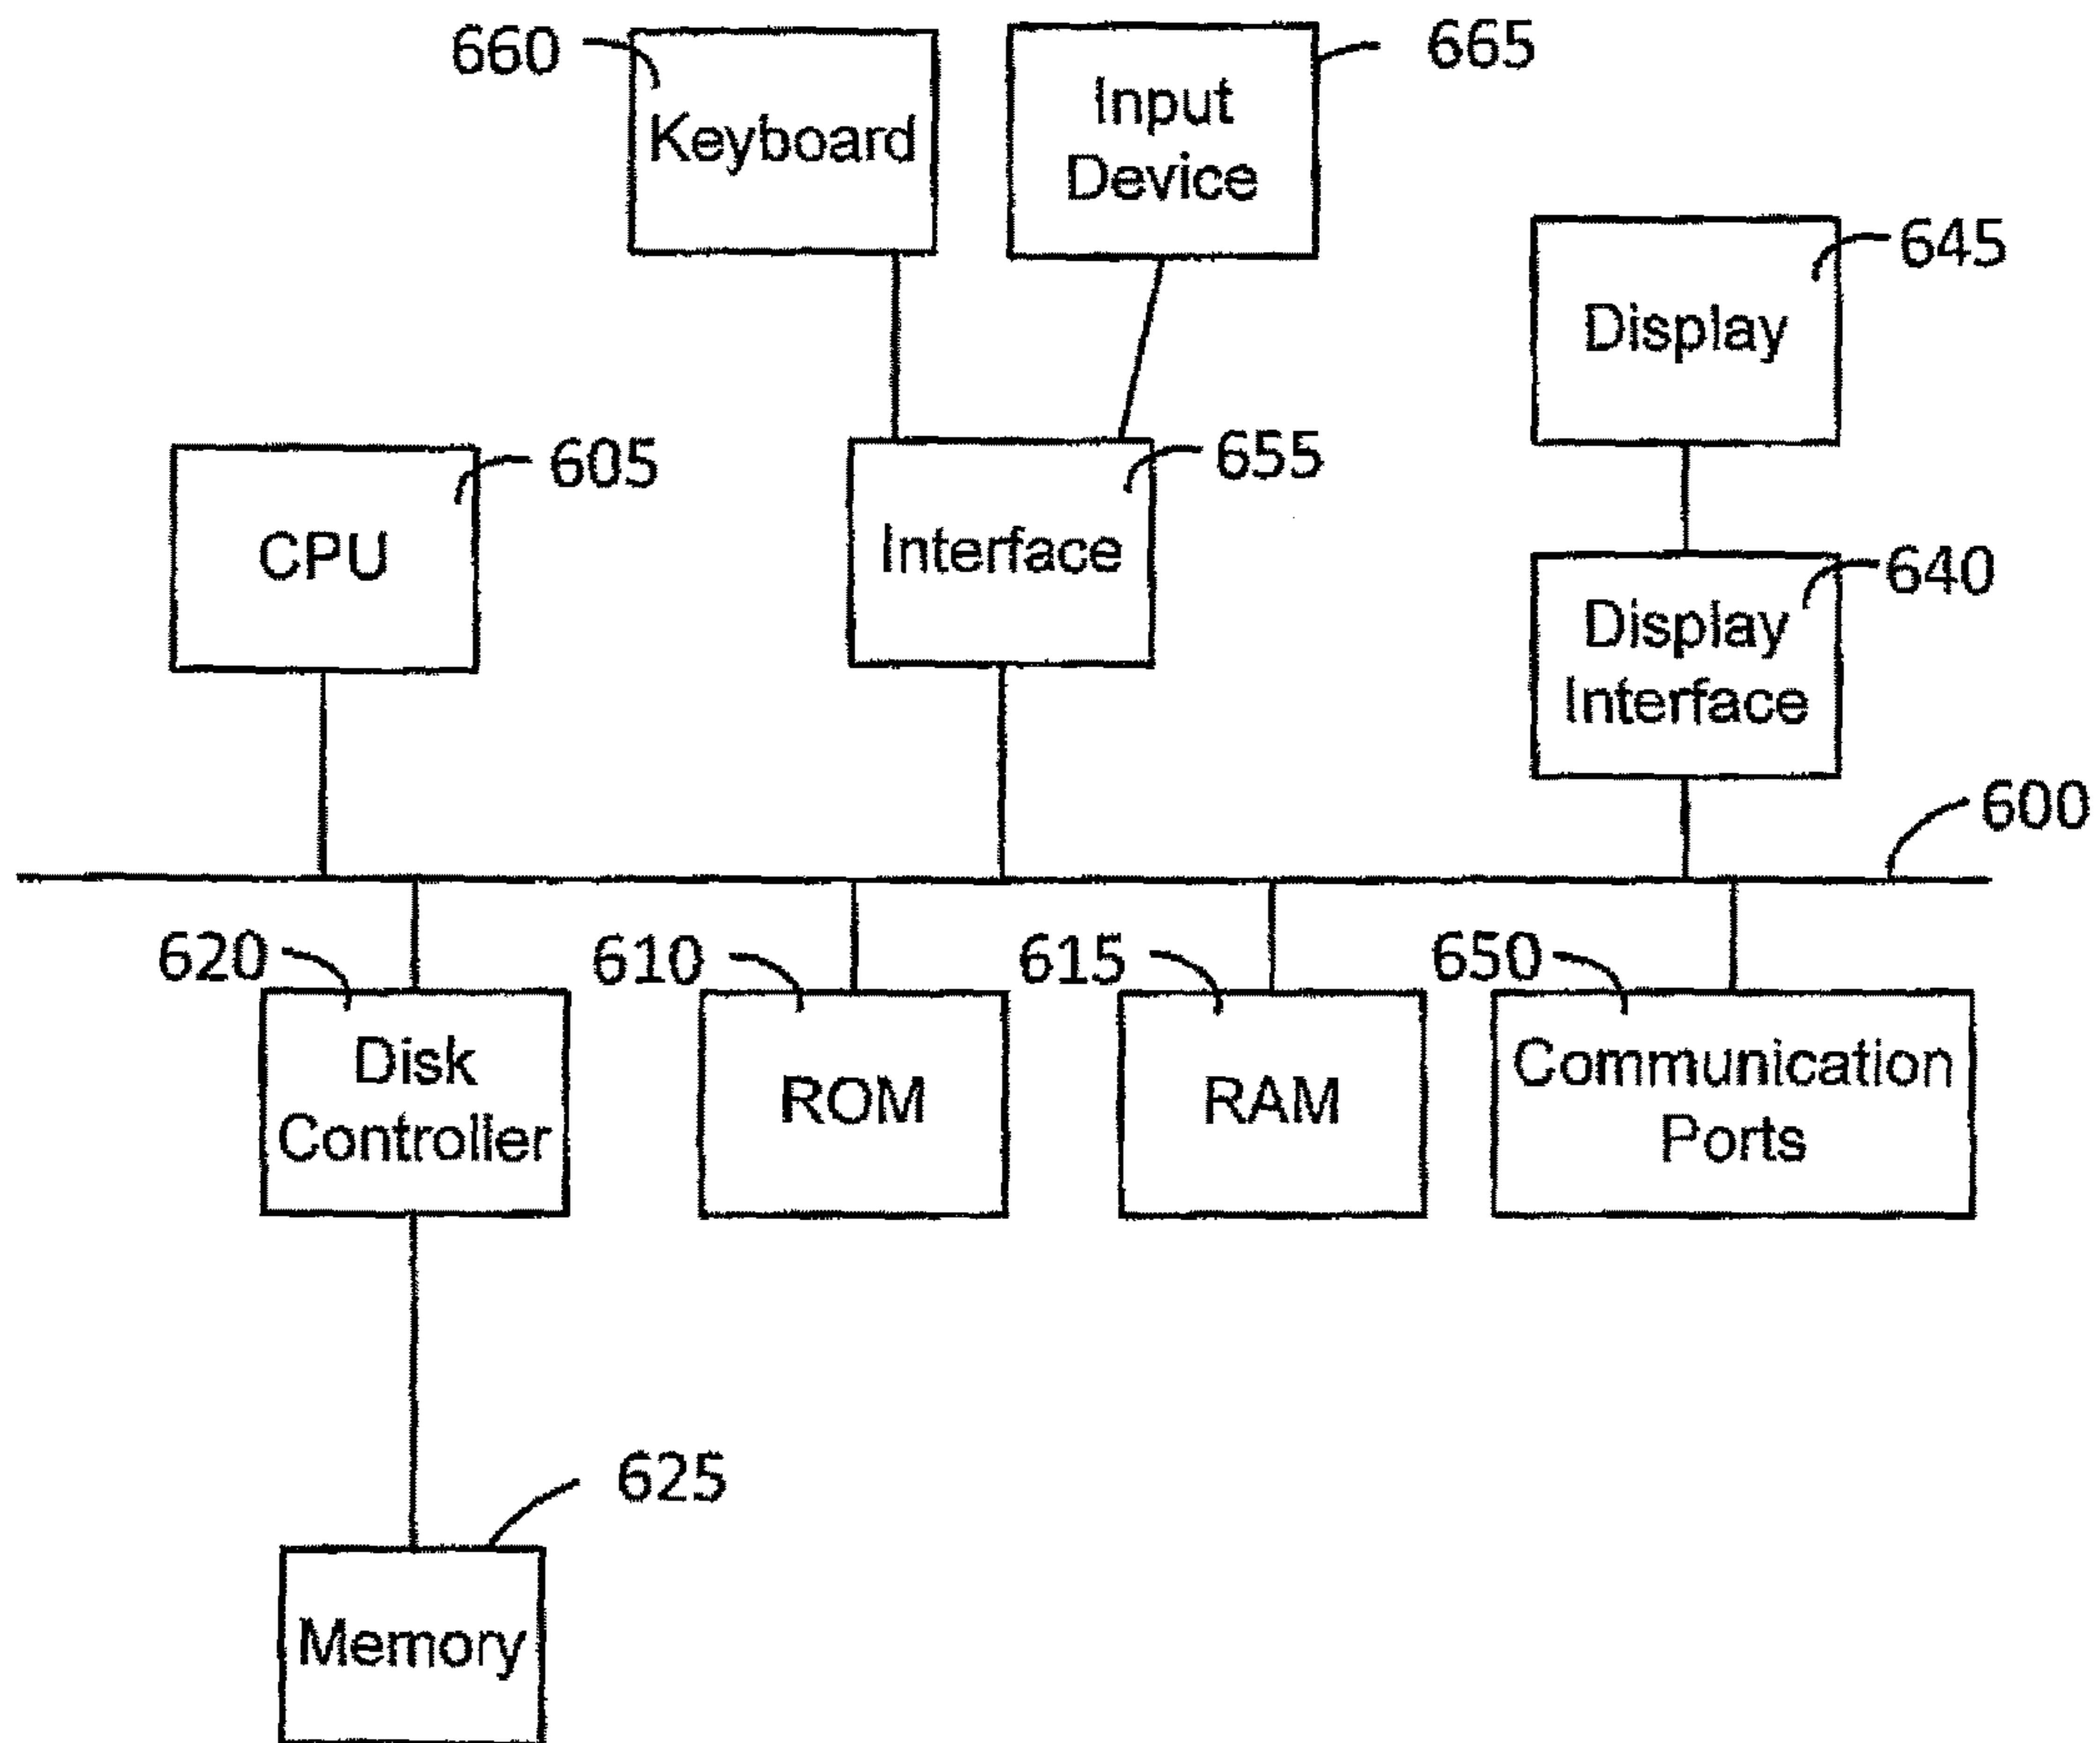 660
Keyboard
Input
Device
665
Display
645
CPU
605
Interface
655
Display
Interface
640
600
620
Disk
Controller
610
ROM
615
RAM
650
Communication
Ports
625
Memory